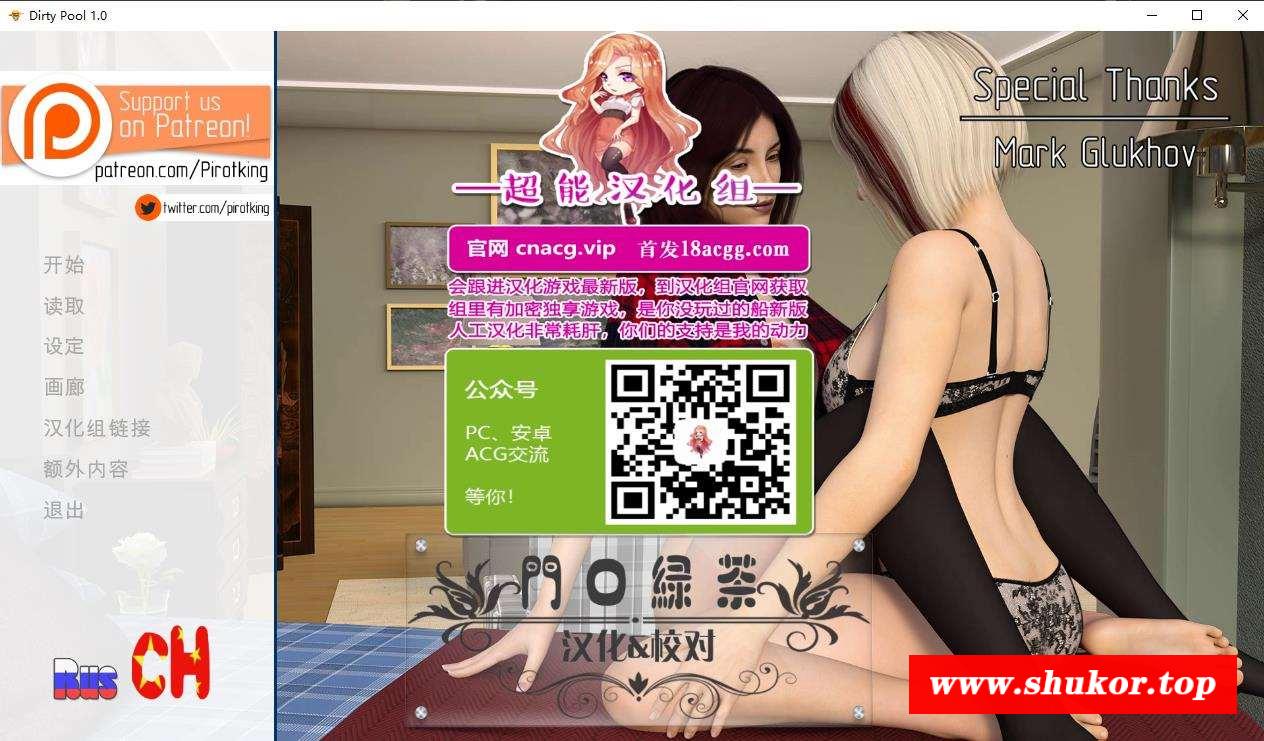 Dirty Pool 1.0
Support us
on Patreon!
patreon.com/Pirotking
twitter.com/pirotking
开始
读取
设定
画廊
汉化组链接
额外内容
退出
Rus
CH
超能汉化组
官网 cnacg.vip 首发18acgg.com
会跟进汉化游戏最新版，到汉化组官网获取
组里有加密独享游戏，是你没玩过的船新版
人工汉化非常耗肝，你们的支持是我的动力
公众号
PC、安卓
ACG交流
等你！
門口緑茶
汉化&校对
Special Thanks
Mark Glukhov
www.shukor.top